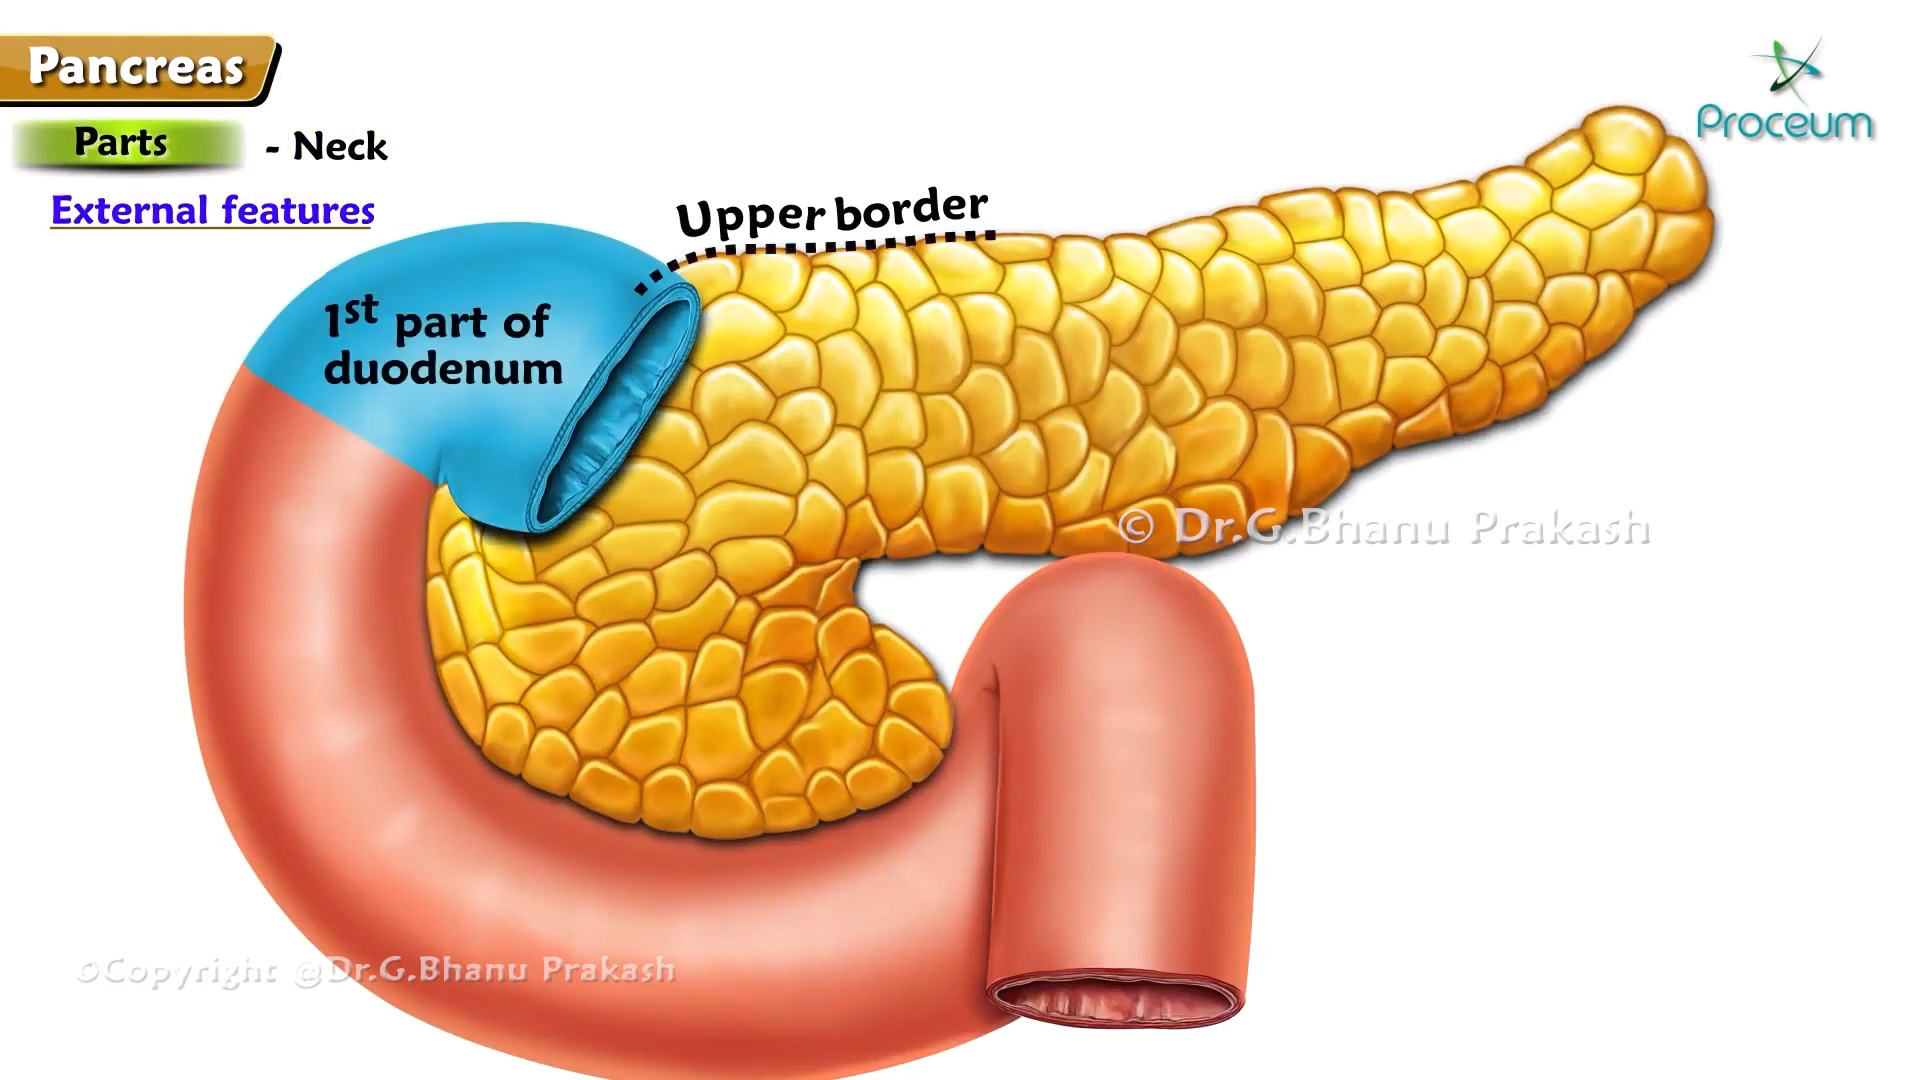 Pancreas
Proceum
Parts - Neck
External features
Upper border
1st part of
duodenum
© Dr.G.Bhanu Prakash
©Copyright @Dr.G.Bhanu Prakash